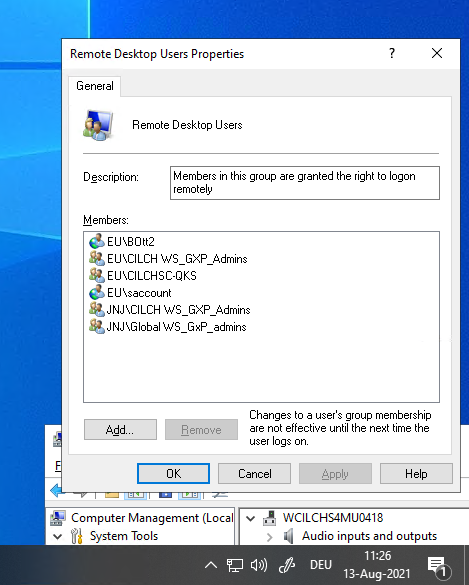 Remote Desktop Users Properties
?
General
Remote Desktop Users
Description:
Members in this group are granted the right to logon
remotely
Members:
EU\BOtt2
EU\CILCH WS_GXP_Admins
EU\CILCHSC-QKS
EU\saccount
JNJ\CILCH WS_GXP_Admins
JNJ\Global WS_GxP_admins
Add...
Remove
Changes to a user's group membership
are not effective until the next time the
user logs on.
OK
Cancel
Apply
Help
F
Computer Management (Local
System Tools
WCILCHS4MU0418
Audio inputs and outputs
DEU
11:26
13-Aug-2021
1